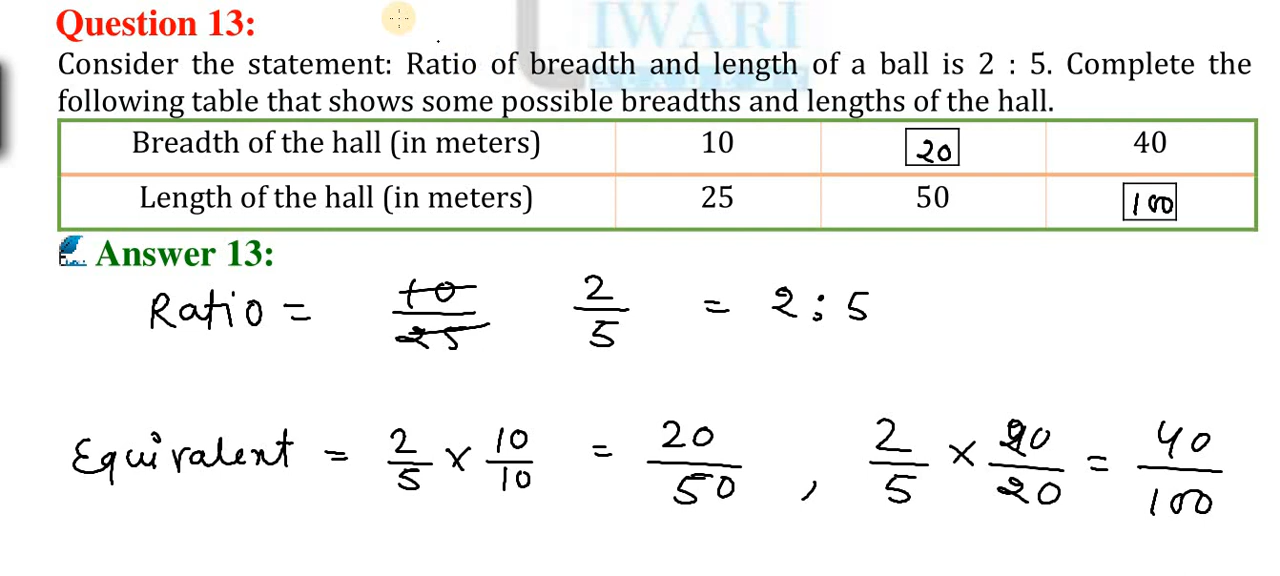 IWARI
Question 13:
Consider the statement: Ratio of breadth and length of a ball is 2 : 5. Complete the
following table that shows some possible breadths and lengths of the hall.
Breadth of the hall (in meters) 10 20 40
Length of the hall (in meters) 25 50 100
Answer 13:
Ratio = 10/25 2/5 = 2:5
Equivalent = 2/5 × 10/10 = 20/50 , 2/5 × 20/20 = 40/100